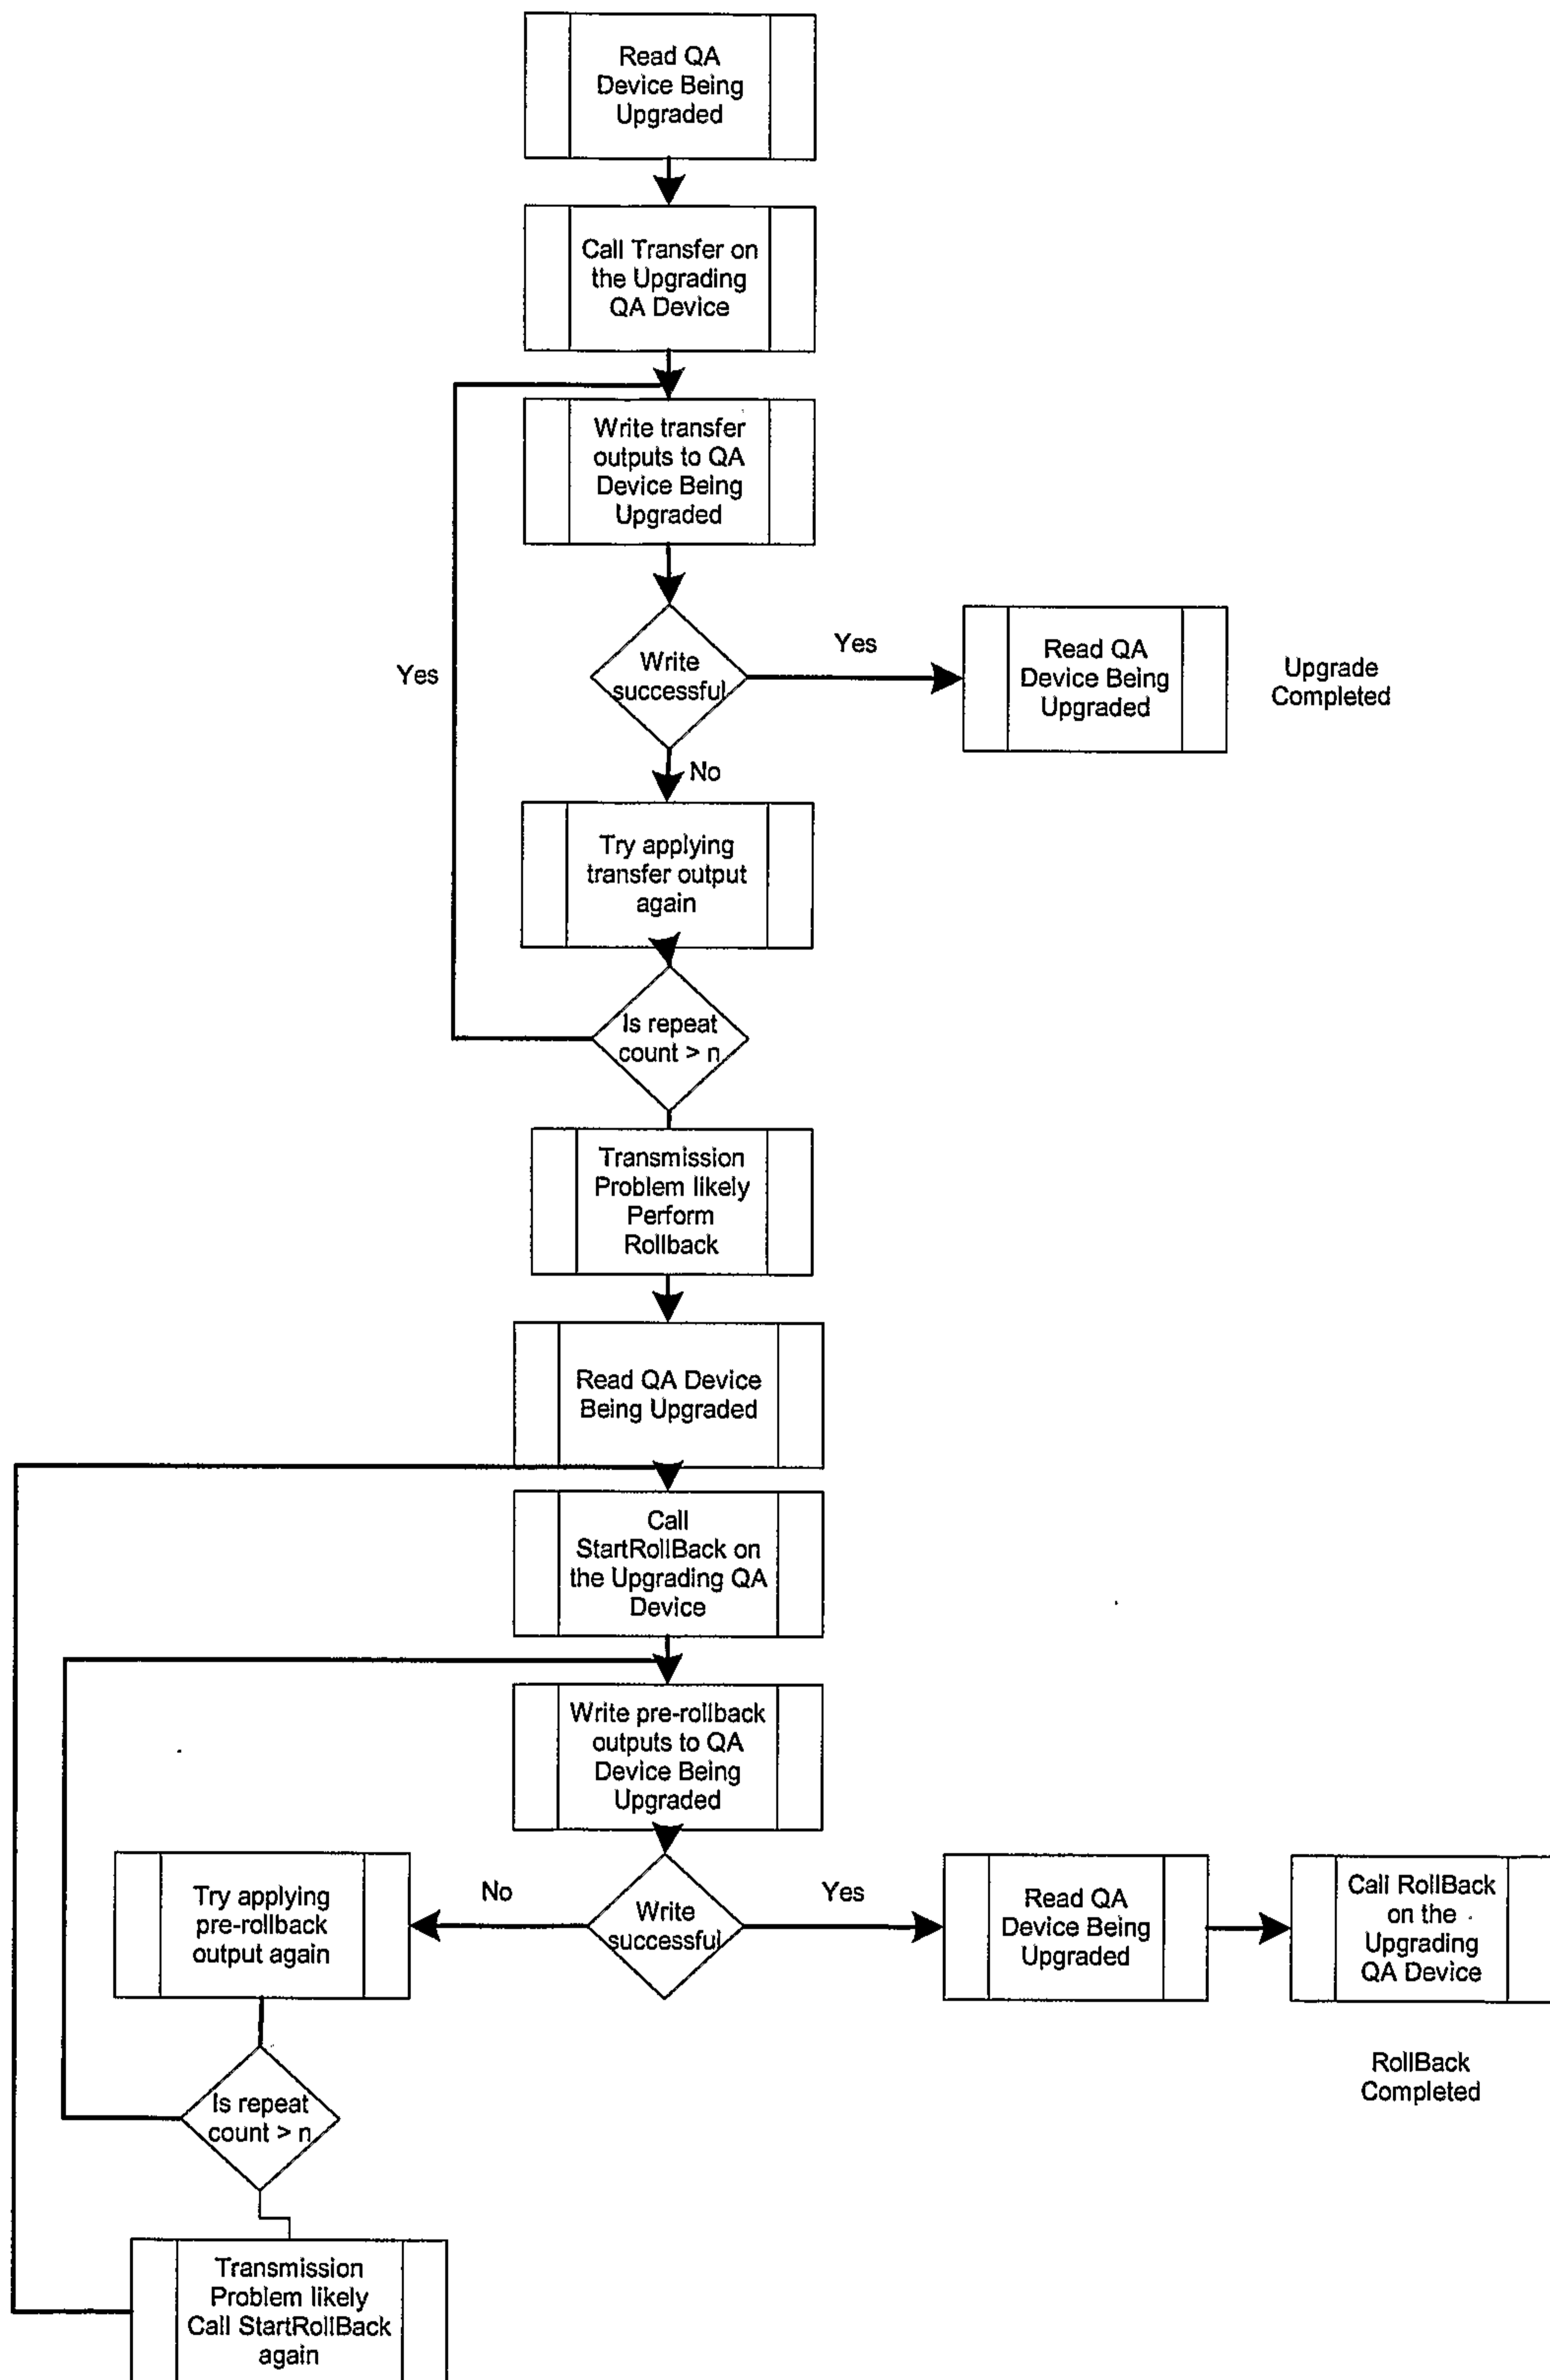 Read QA
Device Being
Upgraded
Call Transfer on
the Upgrading
QA Device
Write transfer
outputs to QA
Device Being
Upgraded
Write
successful
Yes
Read QA
Device Being
Upgraded
Upgrade
Completed
Yes
No
Try applying
transfer output
again
Is repeat
count > n
Transmission
Problem likely
Perform
Rollback
Read QA Device
Being Upgraded
Call
StartRollBack on
the Upgrading QA
Device
Write pre-rollback
outputs to QA
Device Being
Upgraded
Write
successful
No
Try applying
pre-rollback
output again
Yes
Read QA
Device Being
Upgraded
Call RollBack
on the
Upgrading
QA Device
RollBack
Completed
Is repeat
count > n
Transmission
Problem likely
Call StartRollBack
again